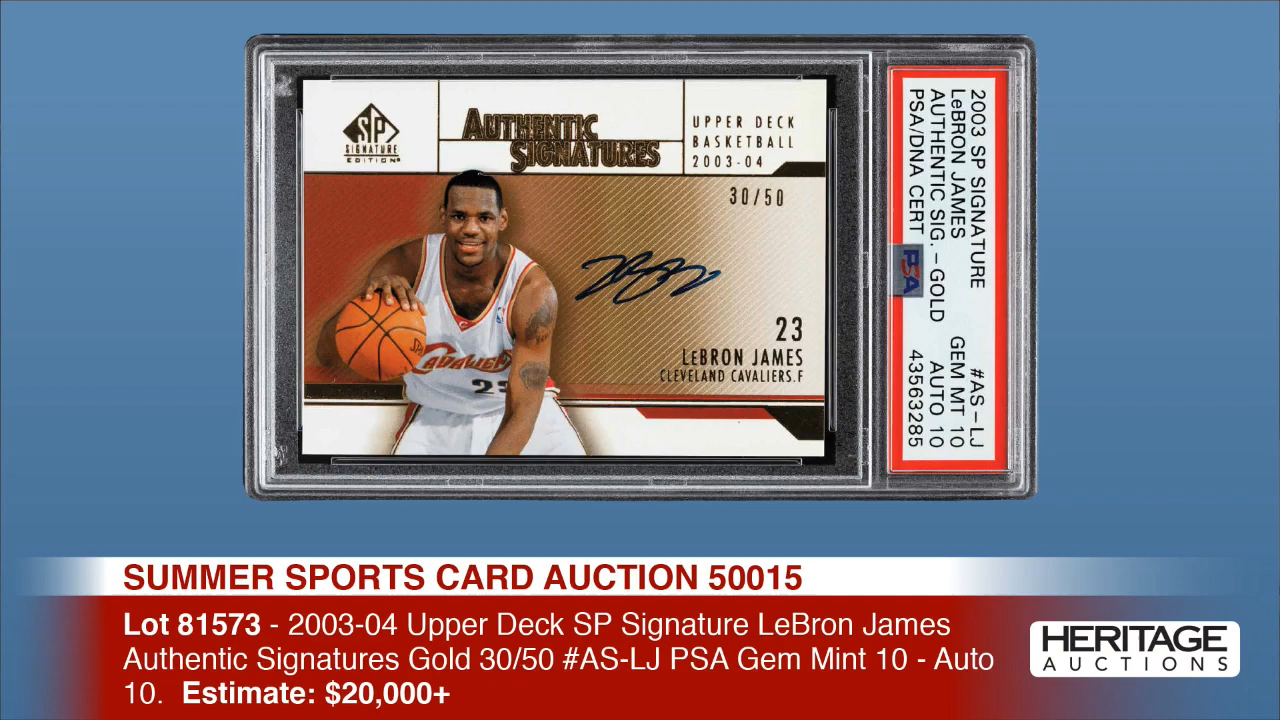 SP
SIGNATURE
EDITION
AUTHENTIC
SIGNATURES
UPPER DECK
BASKETBALL
2003-04
30/50
CAVALIERS
23
23
LeBRON JAMES
CLEVELAND CAVALIERS.F
2003 SP SIGNATURE #AS-LJ
LeBRON JAMES GEM MT 10
AUTHENTIC SIG. - GOLD AUTO 10
PSA/DNA CERT 43563285
PSA
SUMMER SPORTS CARD AUCTION 50015
Lot 81573 - 2003-04 Upper Deck SP Signature LeBron James
Authentic Signatures Gold 30/50 #AS-LJ PSA Gem Mint 10 - Auto
10. Estimate: $20,000+
HERITAGE
AUCTIONS